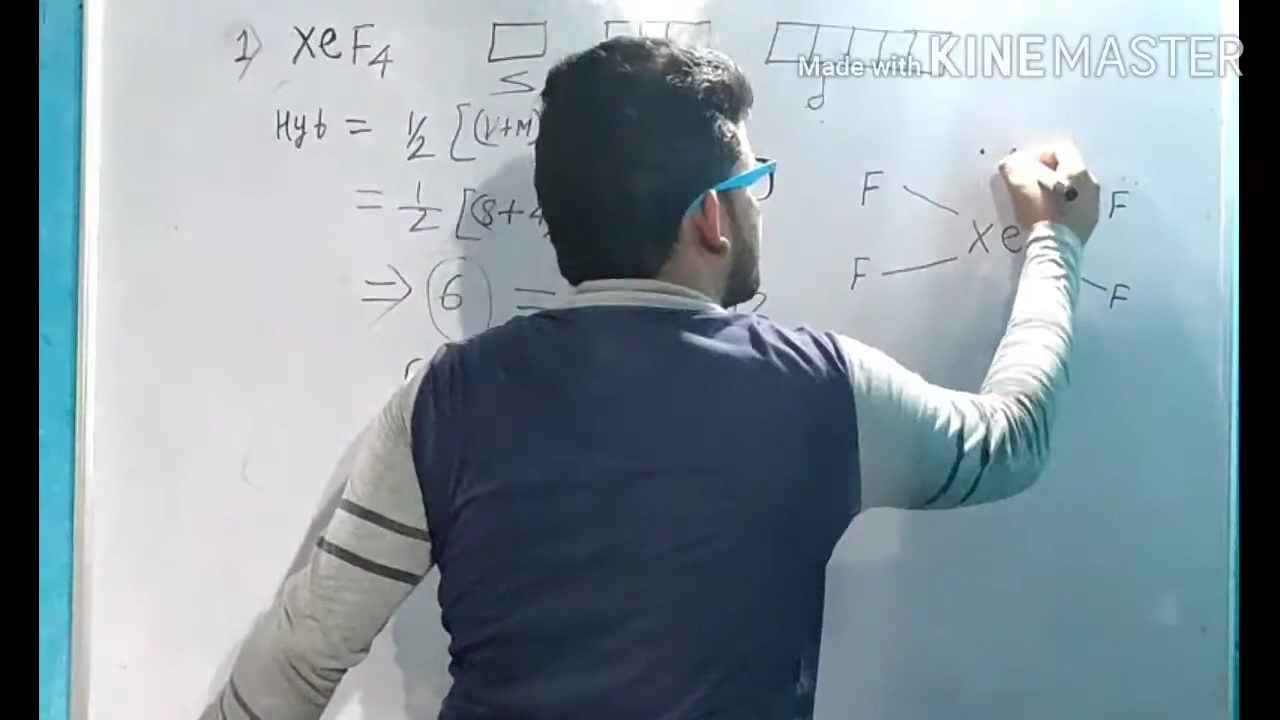 1) XeF4
S
d
Made with KINEMASTER
Hyb = 1/2 [(V+M)
= 1/2 [(8+4
F F
Xe
F F
⇒ 6 =